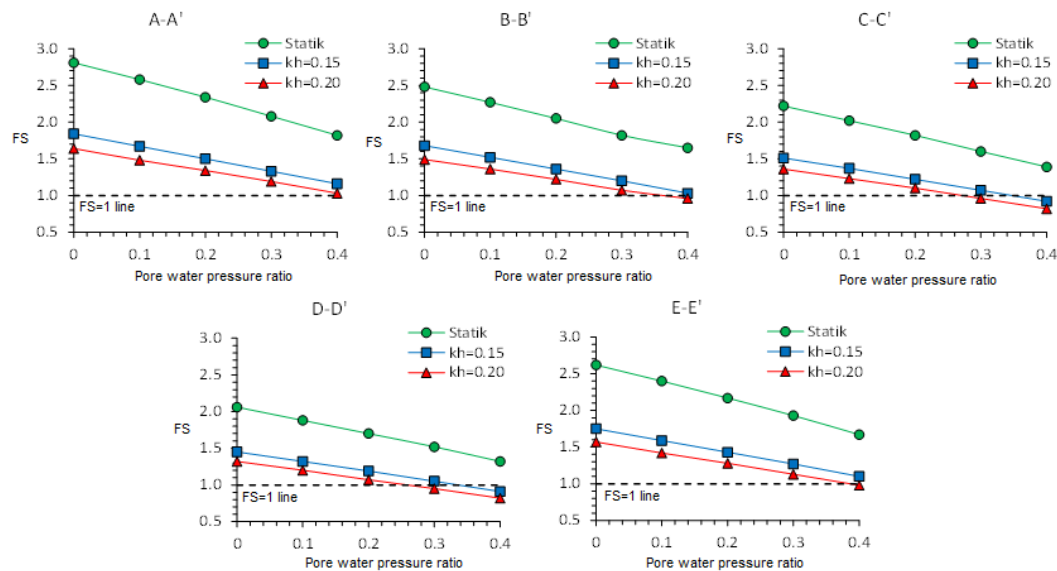 A-A'
3.0
2.5
2.0
FS
1.5
1.0
0.5
Statik
kh=0.15
kh=0.20
FS=1 line
0 0.1 0.2 0.3 0.4
Pore water pressure ratio
B-B'
3.0
2.5
2.0
FS
1.5
1.0
0.5
Statik
kh=0.15
kh=0.20
FS=1 line
0 0.1 0.2 0.3 0.4
Pore water pressure ratio
C-C'
3.0
2.5
2.0
FS
1.5
1.0
0.5
Statik
kh=0.15
kh=0.20
FS=1 line
0 0.1 0.2 0.3 0.4
Pore water pressure ratio
D-D'
3.0
2.5
2.0
FS
1.5
1.0
0.5
Statik
kh=0.15
kh=0.20
FS=1 line
0 0.1 0.2 0.3 0.4
Pore water pressure ratio
E-E'
3.0
2.5
2.0
FS
1.5
1.0
0.5
Statik
kh=0.15
kh=0.20
FS=1 line
0 0.1 0.2 0.3 0.4
Pore water pressure ratio